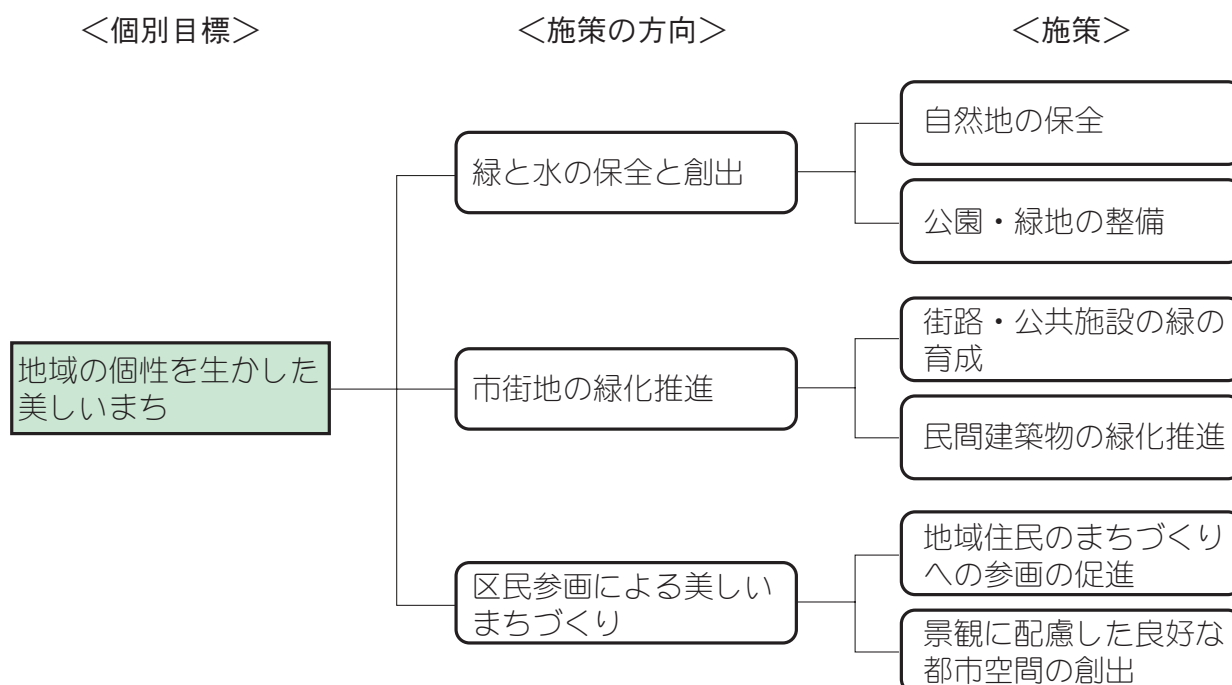 ＜個別目標＞
＜施策の方向＞
＜施策＞
地域の個性を生かした
美しいまち
緑と水の保全と創出
自然地の保全
公園・緑地の整備
市街地の緑化推進
街路・公共施設の緑の
育成
民間建築物の緑化推進
区民参画による美しい
まちづくり
地域住民のまちづくり
への参画の促進
景観に配慮した良好な
都市空間の創出